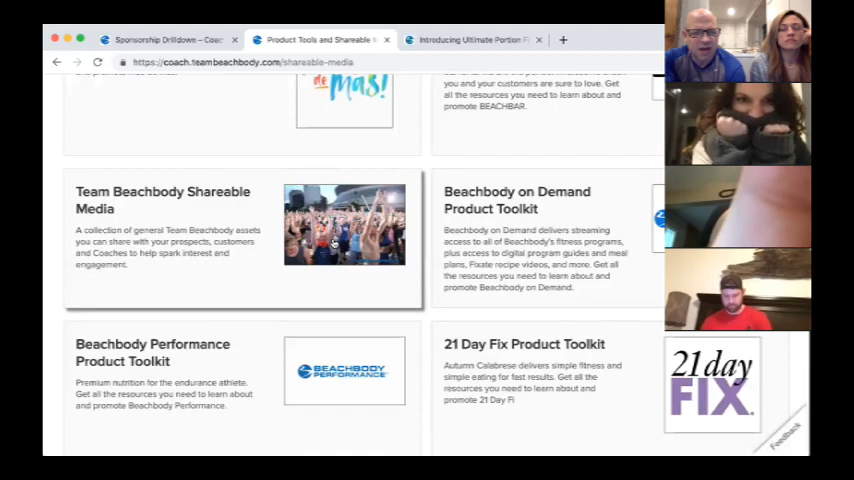 Sponsorship Drilldown – Coac
Product Tools and Shareable M
Introducing Ultimate Portion Fi
https://coach.teambeachbody.com/shareable-media
de
mas!
you and your customers are sure to love. Get
all the resources you need to learn about and
promote BEACHBAR.
Team Beachbody Shareable
Media
A collection of general Team Beachbody assets
you can share with your prospects, customers
and Coaches to help spark interest and
engagement.
Beachbody on Demand
Product Toolkit
Beachbody on Demand delivers streaming
access to all of Beachbody's fitness programs,
plus access to digital program guides and meal
plans, Fixate recipe videos, and more. Get all
the resources you need to learn about and
promote Beachbody on Demand.
Beachbody Performance
Product Toolkit
Premium nutrition for the endurance athlete.
Get all the resources you need to learn about
and promote Beachbody Performance.
BEACHBODY
PERFORMANCE
21 Day Fix Product Toolkit
Autumn Calabrese delivers simple fitness and
simple eating for fast results. Get all the
resources you need to learn about and
promote 21 Day Fi
21 day
FIX
Feedback